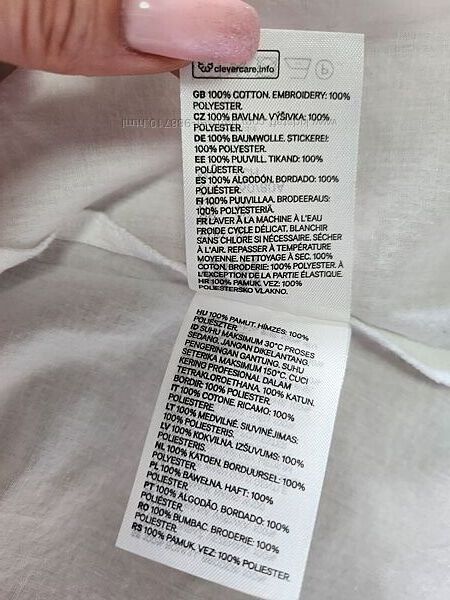 clevercare.info
GB 100% COTTON. EMBROIDERY: 100%
POLYESTER.
CZ 100% BAVLNA. VÝŠIVKA: 100%
POLYESTER.
DE 100% BAUMWOLLE. STICKEREI:
100% POLYESTER.
EE 100% PUUVILL. TIKAND: 100%
POLÜESTER.
ES 100% ALGODÓN. BORDADO: 100%
POLIÉSTER.
FI 100% PUUVILLAA. BRODEERAUS:
100% POLYESTERIÄ.
FR LAVER À LA MACHINE À L'EAU
FROIDE CYCLE DÉLICAT. BLANCHIR
SANS CHLORE SI NÉCESSAIRE. SÉCHER
À L'AIR. REPASSER À TEMPÉRATURE
MOYENNE. NETTOYAGE À SEC. 100%
COTON. BRODERIE: 100% POLYESTER. À
L'EXCEPTION DE LA PARTIE ÉLASTIQUE.
HR 100% PAMUK. VEZ: 100%
POLIESTERSKO VLAKNO.
HU 100% PAMUT. HÍMZÉS: 100%
POLIÉSZTER.
ID SUHU MAKSIMUM 30°C PROSES
SEDANG, JANGAN DIKELANTANG,
PENGERINGAN GANTUNG, SUHU
SETERIKA MAKSIMUM 150°C, CUCI
KERING PROFESIONAL DALAM
TETRAKLOROETHANA. 100% KATUN.
BORDIR: 100% POLIESTER.
IT 100% COTONE. RICAMO: 100%
POLIESTERE.
LT 100% MEDVILNĖ. SIUVINĖJIMAS:
100% POLIESTERIS.
LV 100% KOKVILNA. IZŠUVUMS: 100%
POLIESTERIS.
NL 100% KATOEN. BORDUURSEL: 100%
POLYESTER.
PL 100% BAWEŁNA. HAFT: 100%
POLIESTER.
PT 100% ALGODÃO. BORDADO: 100%
POLIÉSTER.
RO 100% BUMBAC. BRODERIE: 100%
POLIESTER.
RS 100% PAMUK. VEZ: 100% POLIESTER.